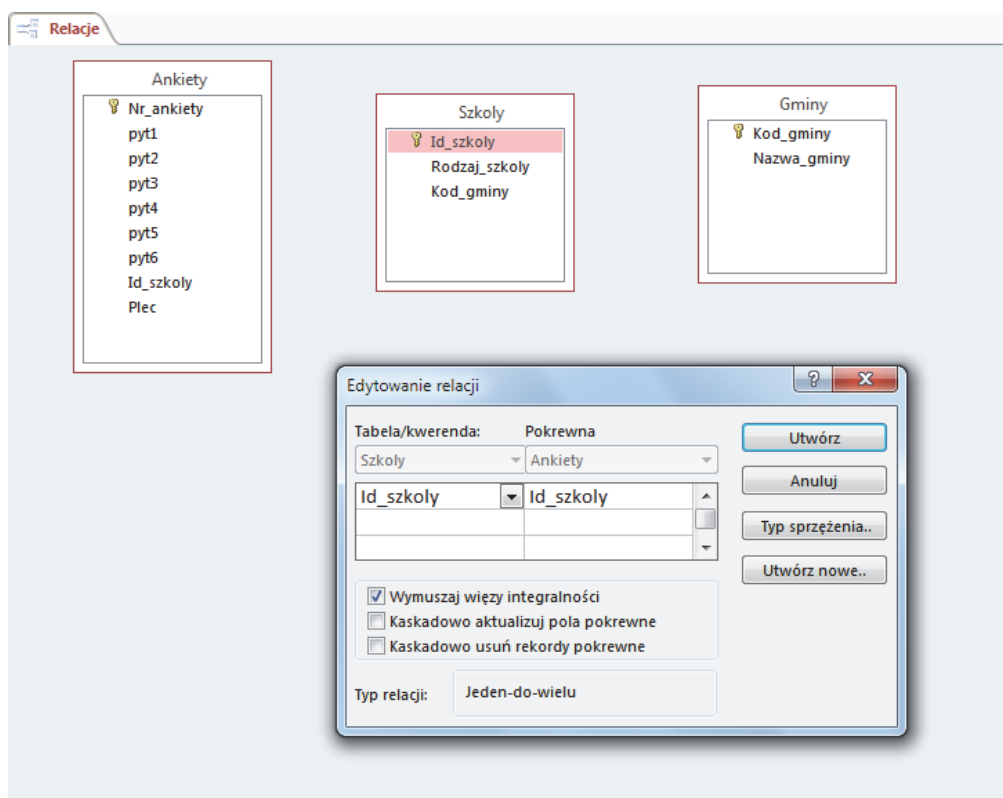 Relacje
Ankiety
Nr_ankiety
pyt1
pyt2
pyt3
pyt4
pyt5
pyt6
Id_szkoly
Plec
Szkoly
Id_szkoly
Rodzaj_szkoly
Kod_gminy
Gminy
Kod_gminy
Nazwa_gminy
Edytowanie relacji
Tabela/kwerenda: Pokrewna
Szkoly Ankiety
Id_szkoly Id_szkoly
Wymuszaj więzy integralności
Kaskadowo aktualizuj pola pokrewne
Kaskadowo usuń rekordy pokrewne
Typ relacji: Jeden-do-wielu
Utwórz
Anuluj
Typ sprzężenia..
Utwórz nowe..